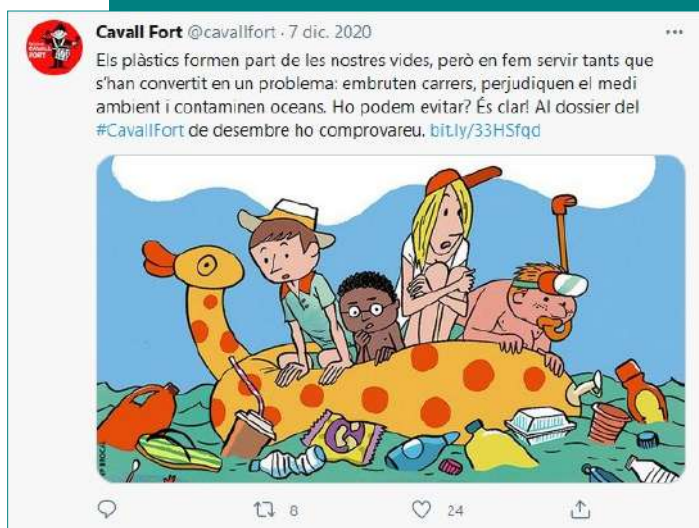 Cavall Fort @cavallfort · 7 dic. 2020
Els plàstics formen part de les nostres vides, però en fem servir tants que
s'han convertit en un problema: embruten carrers, perjudiquen el medi
ambient i contaminen oceans. Ho podem evitar? És clar! Al dossier del
#CavallFort de desembre ho comprovareu. bit.ly/33HSfqd
8
24